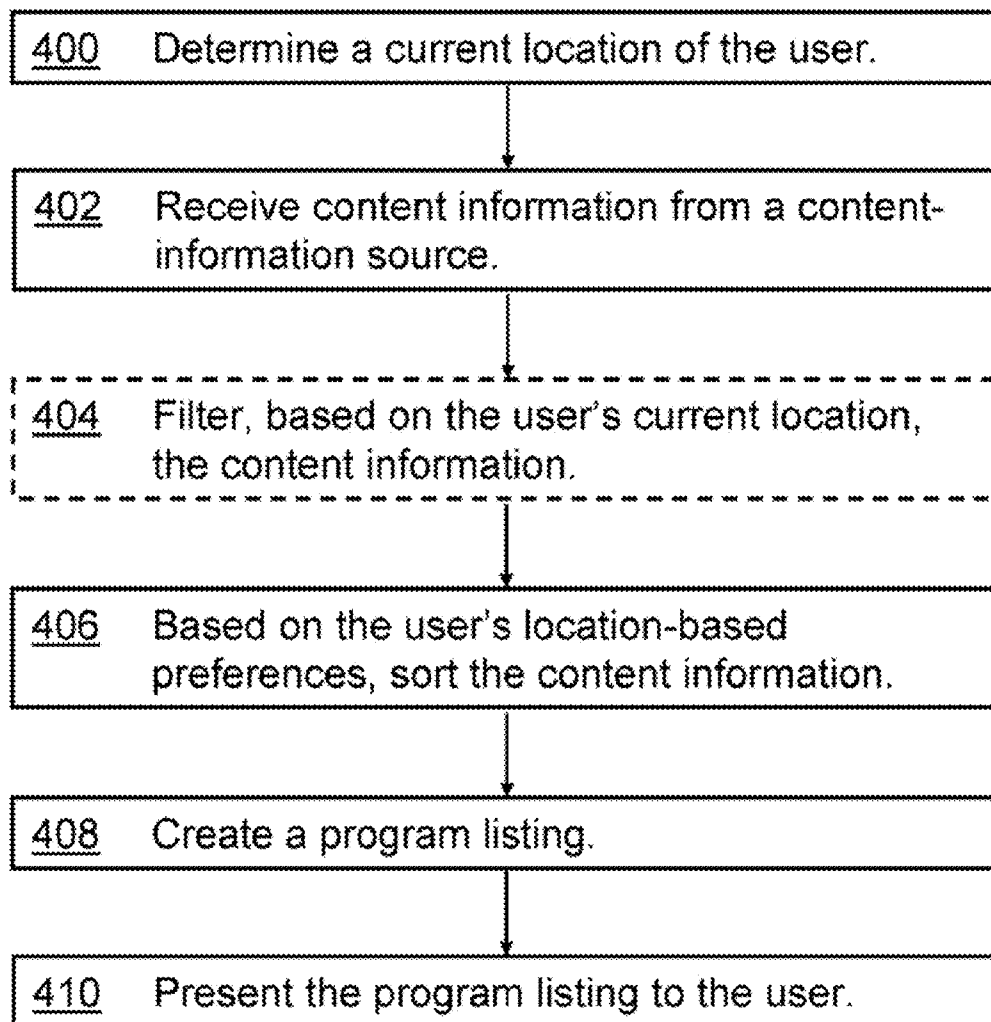 400 Determine a current location of the user.
402 Receive content information from a content-
information source.
404 Filter, based on the user's current location,
the content information.
406 Based on the user's location-based
preferences, sort the content information.
408 Create a program listing.
410 Present the program listing to the user.